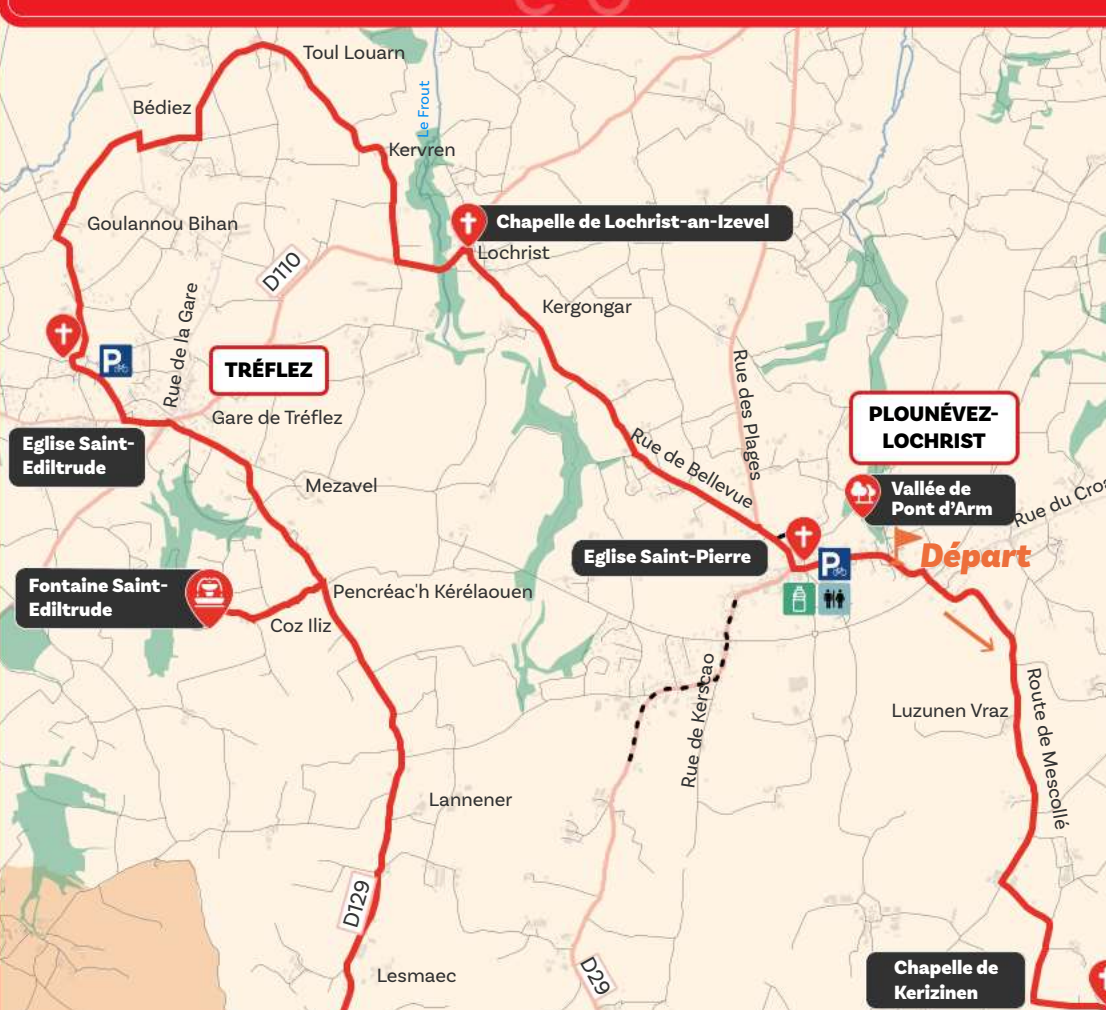 Toul Louarn
Bédiez
Le Frout
Kervren
Goulannou Bihan
Chapelle de Lochrist-an-Izevel
Lochrist
D110
Kergongar
Rue de la Gare
P
TRÉFLEZ
Rue des Plages
Gare de Tréflez
PLOUNÉVEZ-
LOCHRIST
Eglise Saint-
Ediltrude
Rue de Bellevue
Mezavel
Vallée de
Pont d'Arm
Rue du Cros
Eglise Saint-Pierre
P
Départ
Fontaine Saint-
Ediltrude
Pencréac'h Kérélaouen
Coz Iliz
Rue de Kerscao
Luzunen Vraz
Route de Mescollé
Lannener
D129
Lesmaec
D29
Chapelle de
Kerizinen